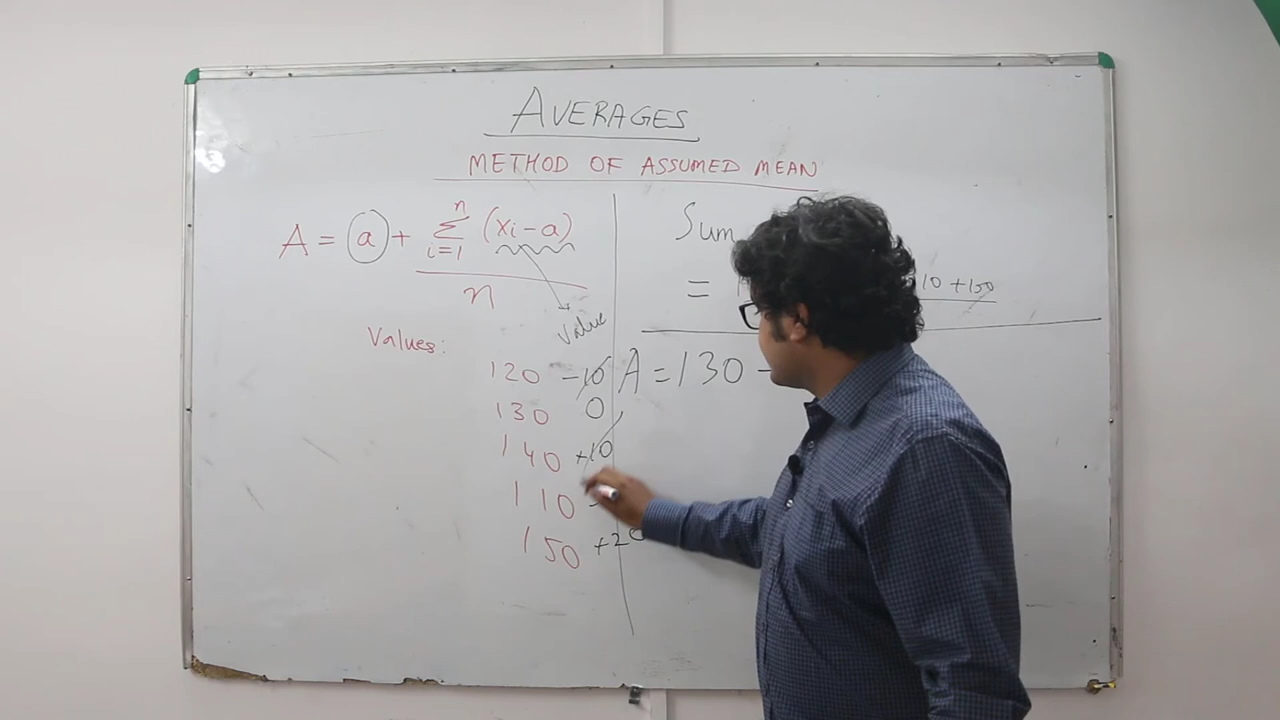 AVERAGES
METHOD OF ASSUMED MEAN
A = a + n Σ i=1 (xi − a)
n
Value
Values:
120 −10
130 0
140 +10
110 −
150 +20
Sum
= 10 + 150
A = 130 −